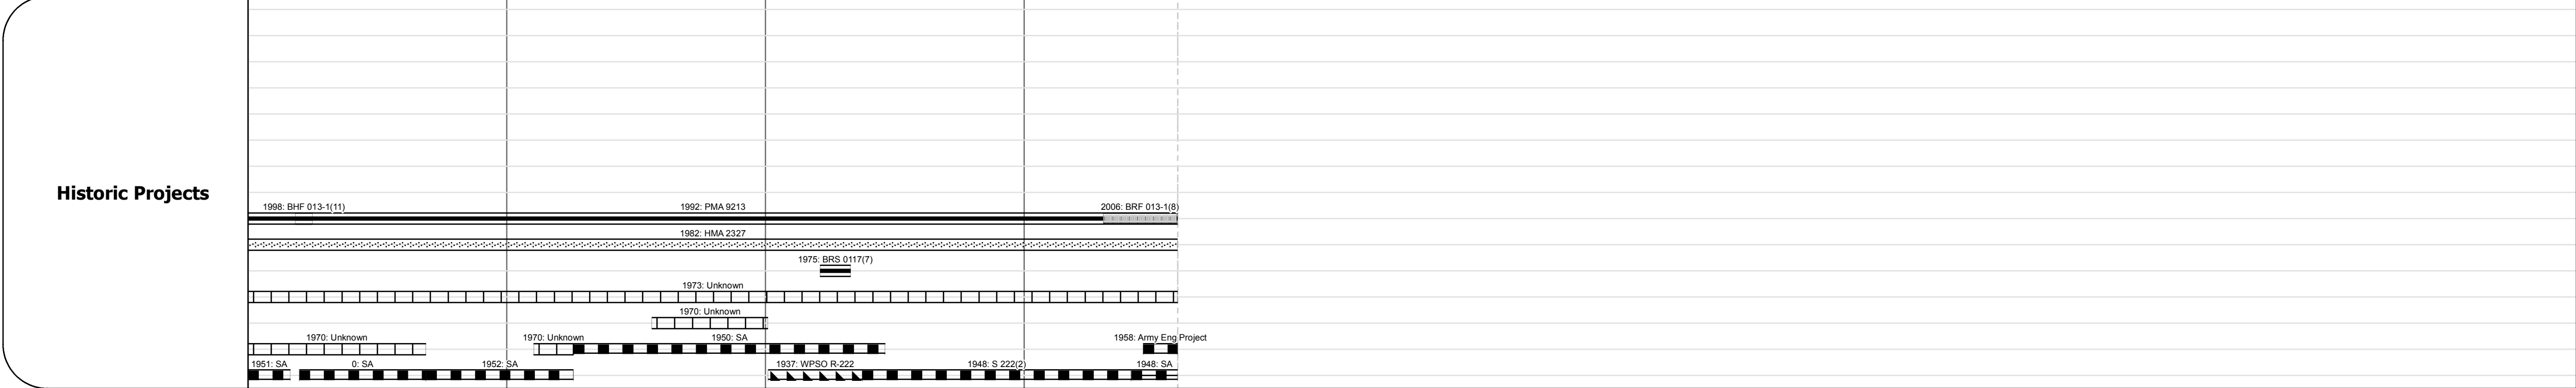 Historic Projects
1998: BHF 013-1(11)
1992: PMA 9213
2006: BRF 013-1(8)
1982: HMA 2327
1975: BRS 0117(7)
1973: Unknown
1970: Unknown
1970: Unknown
1970: Unknown
1950: SA
1958: Army Eng Project
1951: SA
0: SA
1952: SA
1937: WPSO R-222
1948: S 222(2)
1948: SA